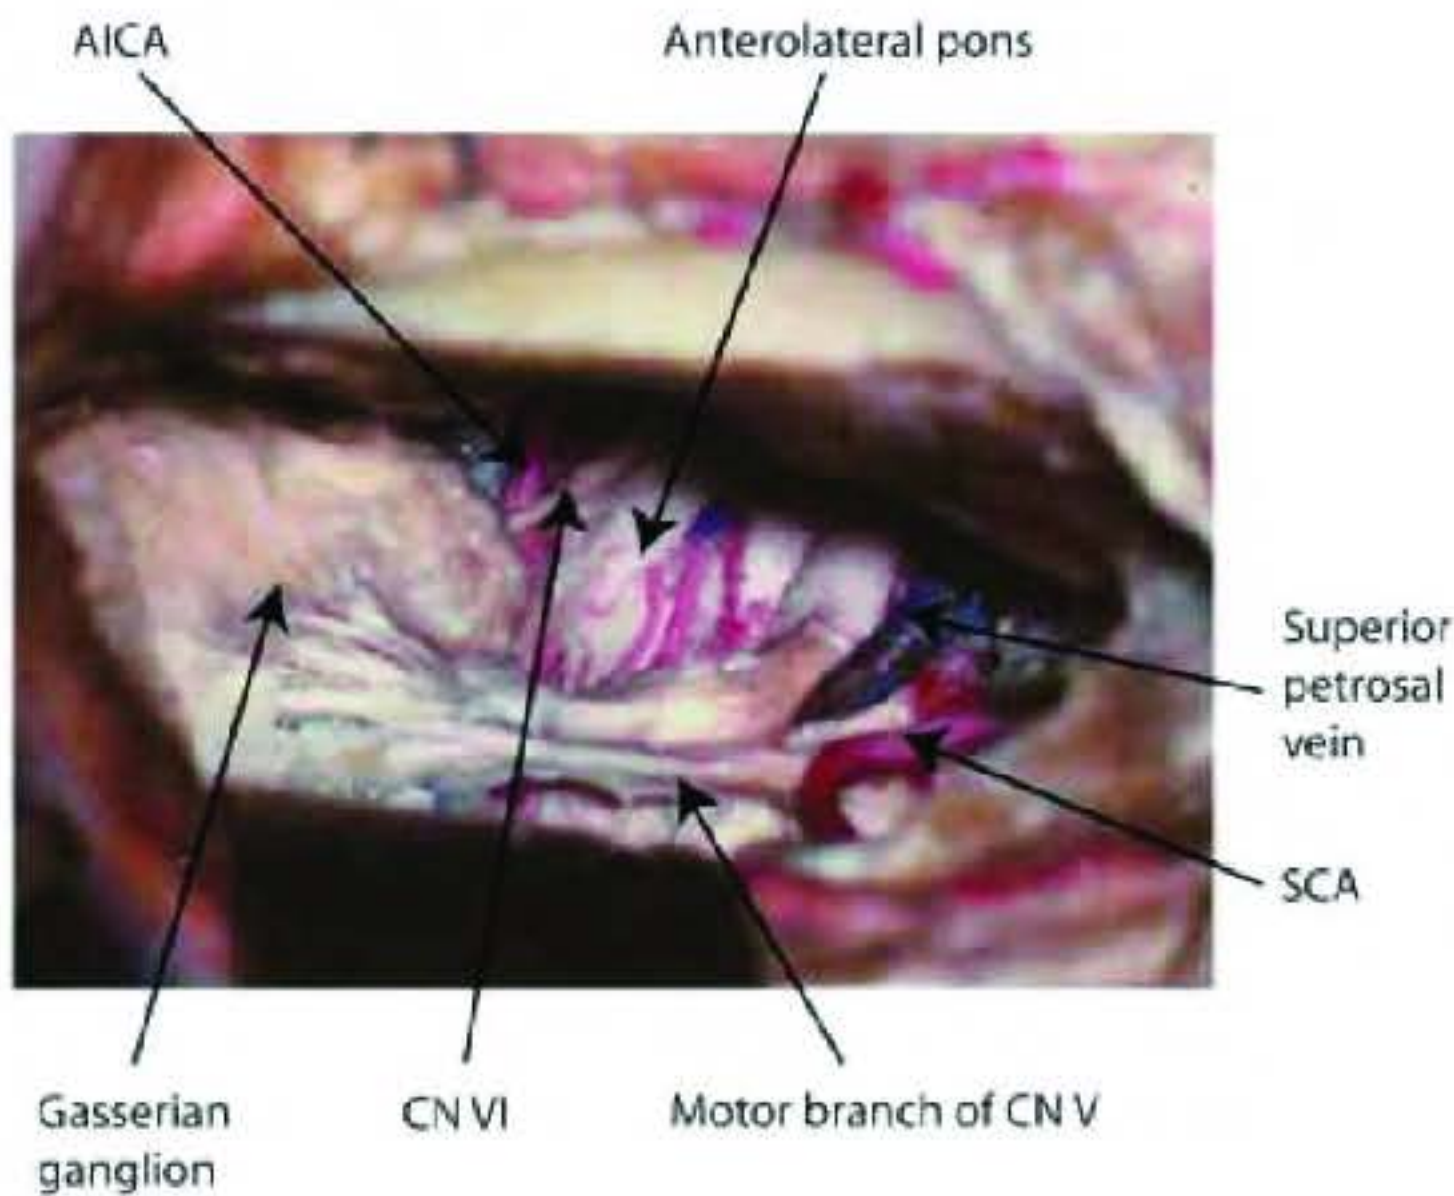 AICA
Anterolateral pons
Superior
petrosal
vein
SCA
Gasserian
ganglion
CN VI
Motor branch of CN V